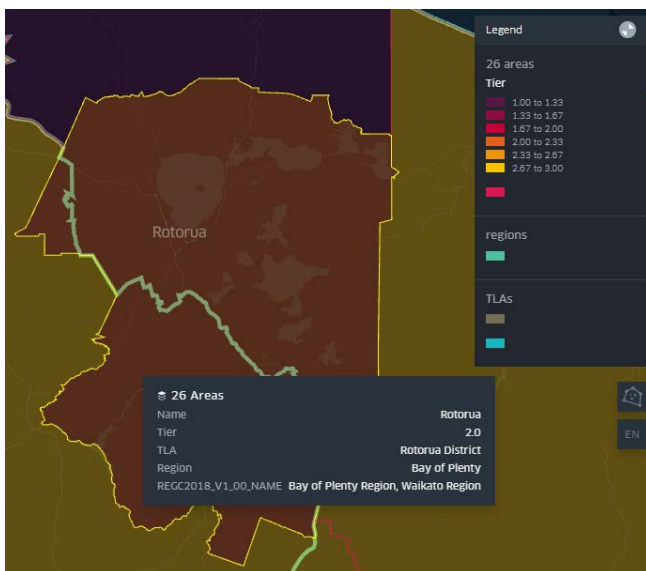 Legend
26 areas
Tier
1.00 to 1.33
1.33 to 1.67
1.67 to 2.00
2.00 to 2.33
2.33 to 2.67
2.67 to 3.00
regions
TLAs
Rotorua
26 Areas
Name Rotorua
Tier 2.0
TLA Rotorua District
Region Bay of Plenty
REGC2018_V1_00_NAME Bay of Plenty Region, Waikato Region
EN